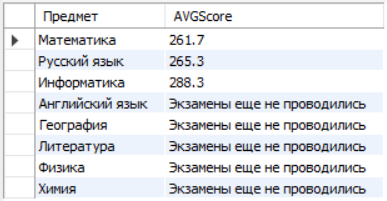 Предмет AVGScore
Математика 261.7
Русский язык 265.3
Информатика 288.3
Английский язык Экзамены еще не проводились
География Экзамены еще не проводились
Литература Экзамены еще не проводились
Физика Экзамены еще не проводились
Химия Экзамены еще не проводились